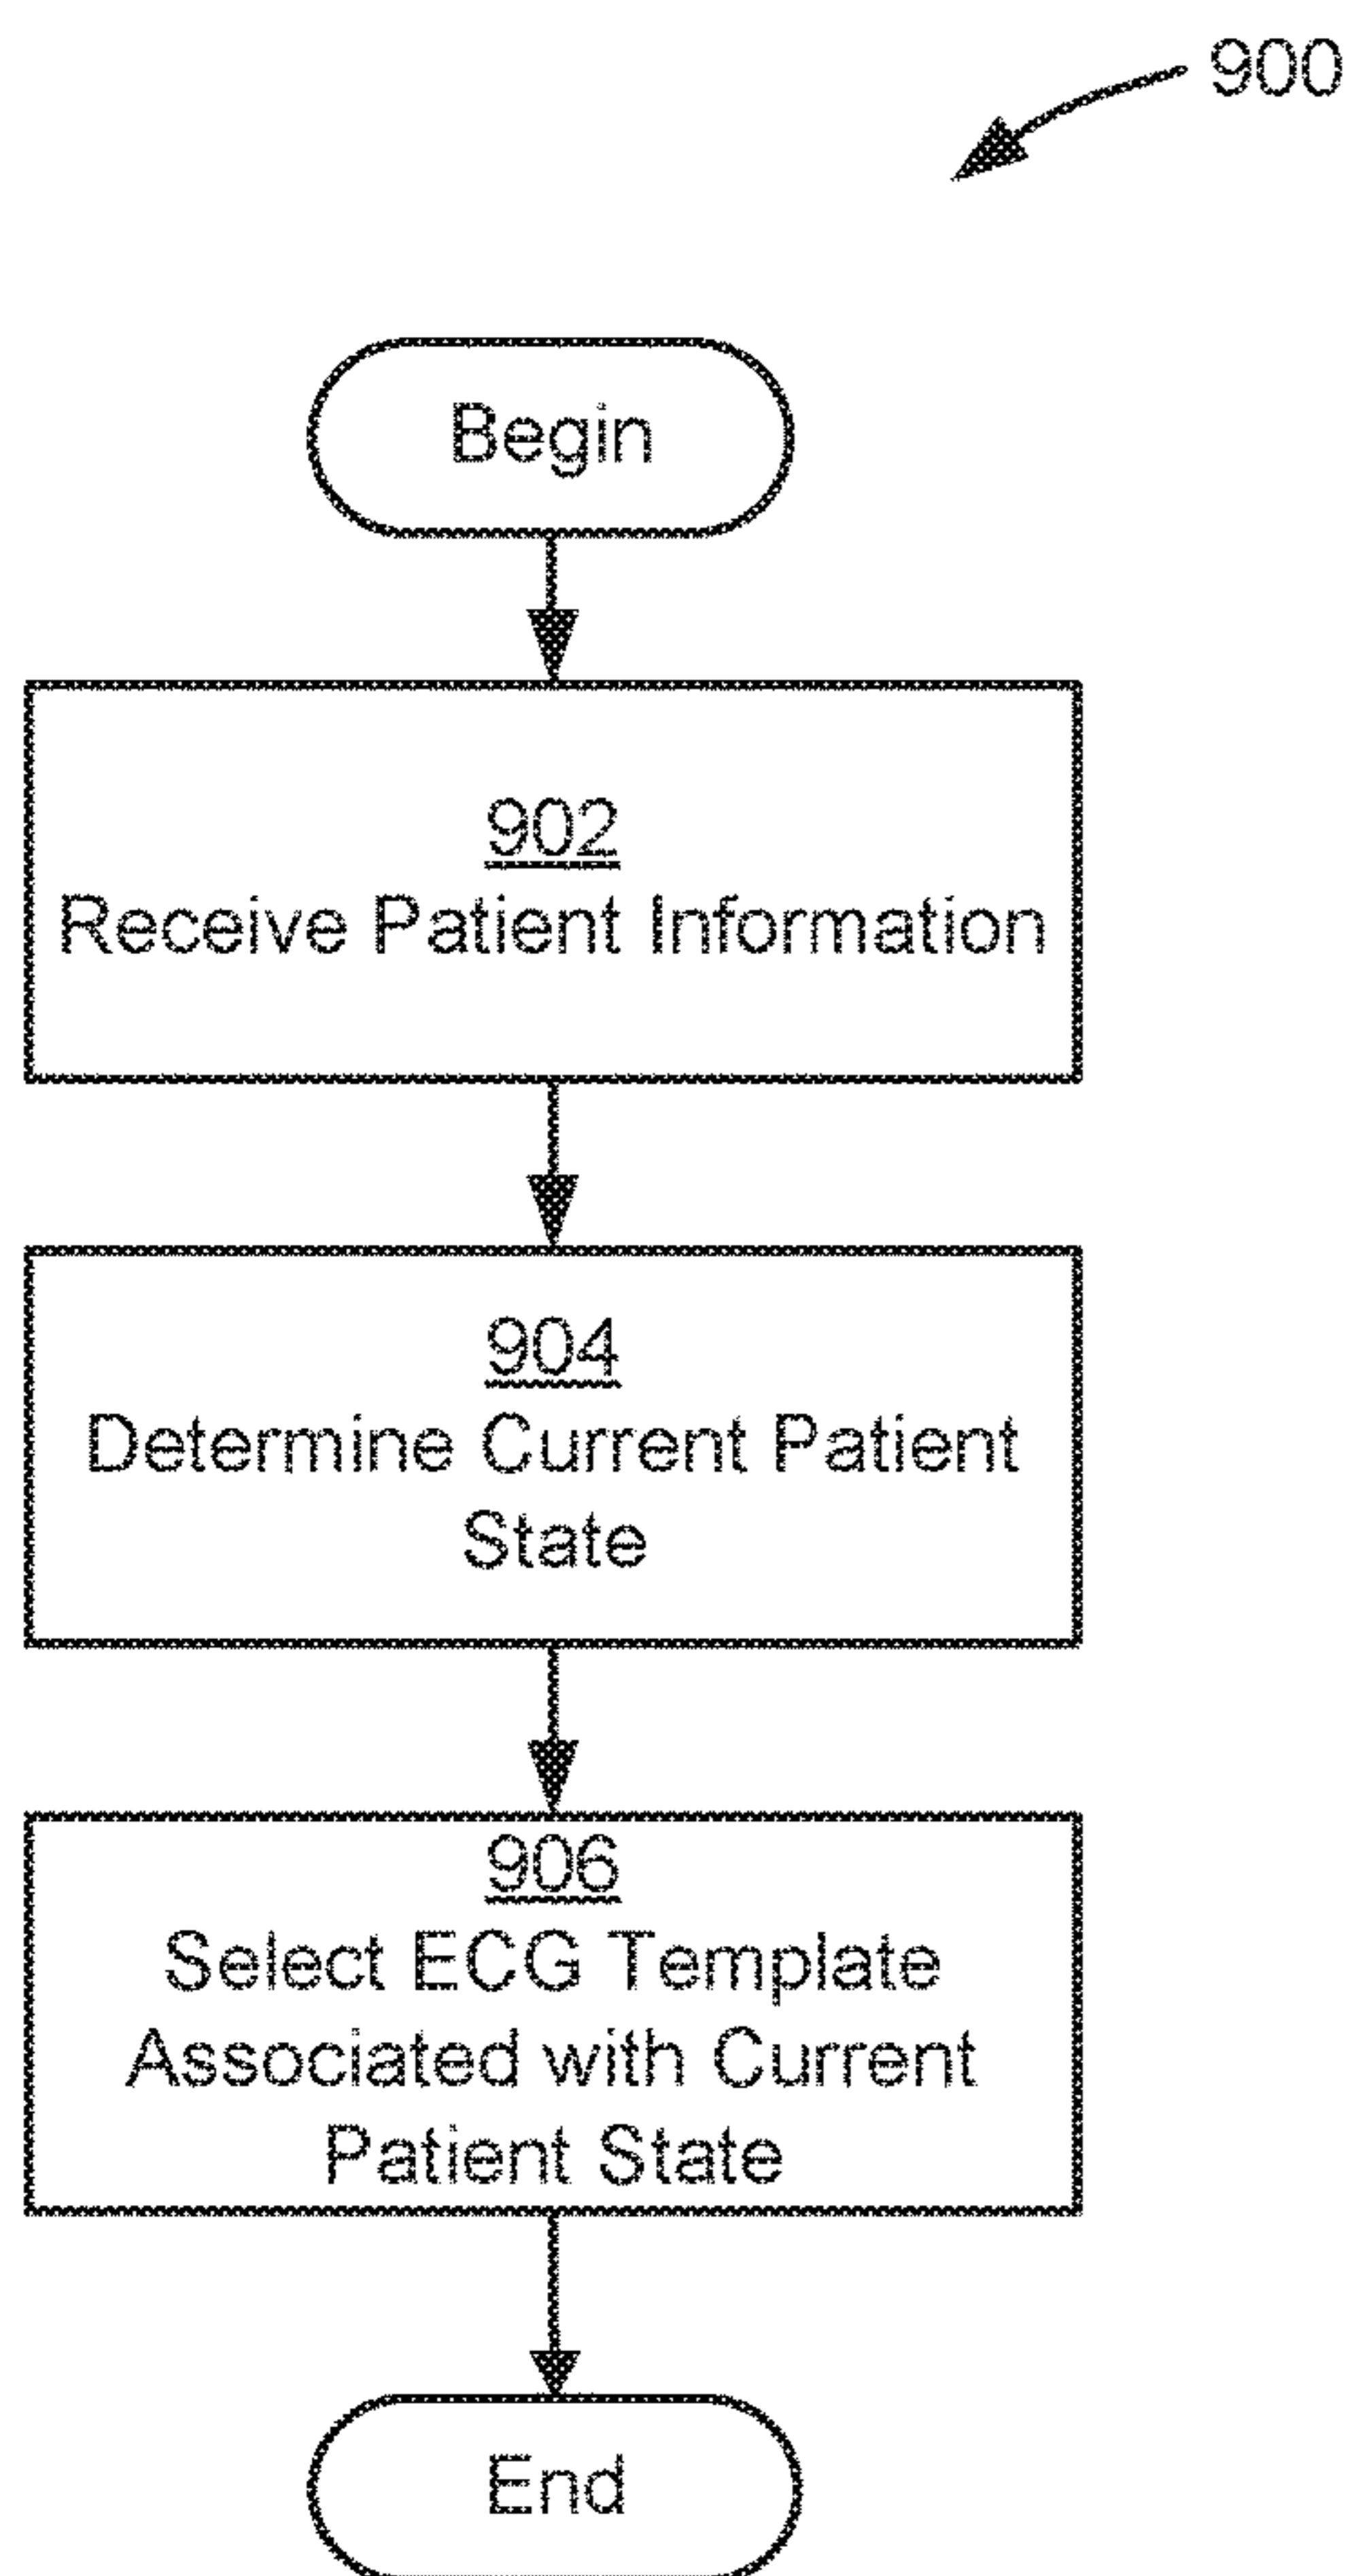 900
Begin
902
Receive Patient Information
904
Determine Current Patient
State
906
Select ECG Template
Associated with Current
Patient State
End